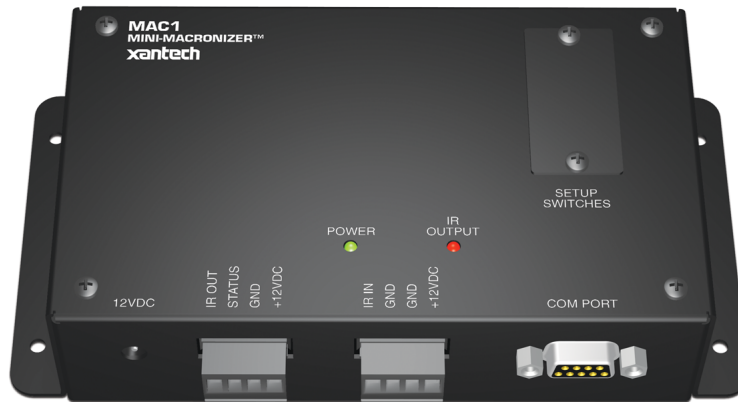 MAC1
MINI-MACRONIZER™
xantech
SETUP
SWITCHES
POWER
IR
OUTPUT
12VDC
IR OUT
STATUS
GND
+12VDC
IR IN
GND
GND
+12VDC
COM PORT